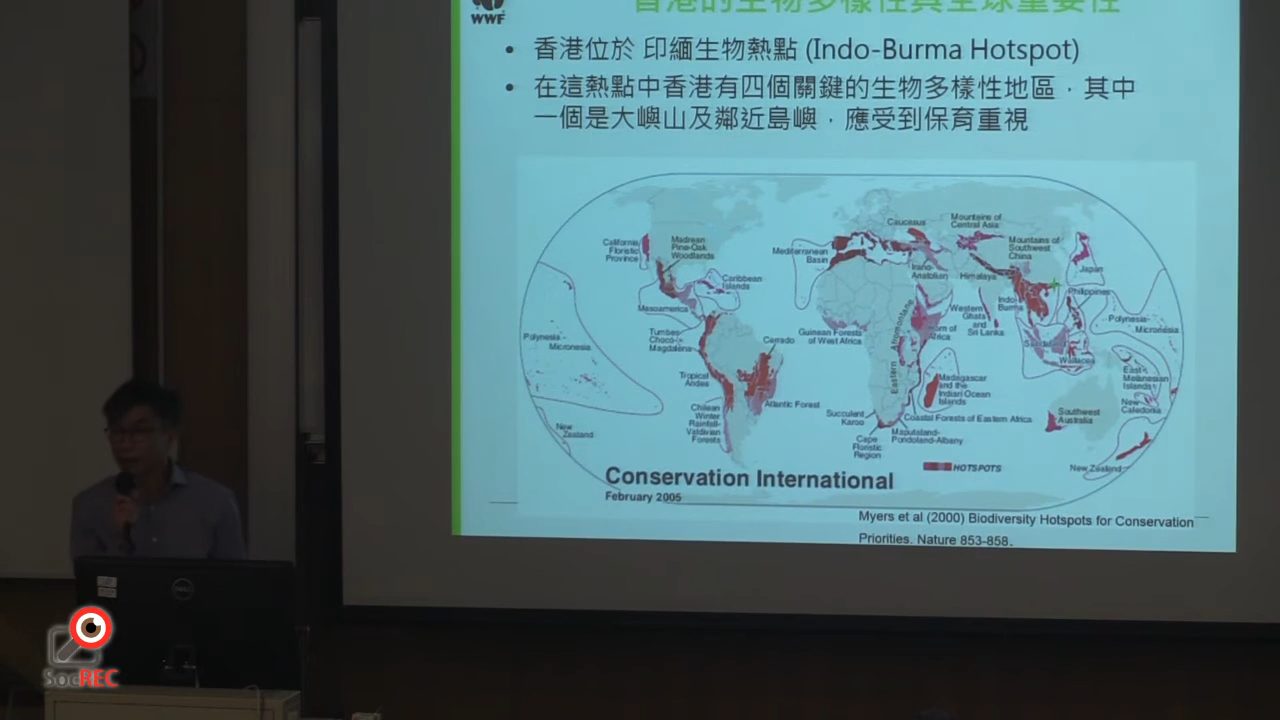 香港的生物多樣性與全球重要性
WWF
• 香港位於 印緬生物熱點 (Indo-Burma Hotspot)
• 在這熱點中香港有四個關鍵的生物多樣性地區，其中
一個是大嶼山及鄰近島嶼，應受到保育重視
California
Floristic
Province
Madrean
Pine-Oak
Woodlands
Caribbean
Islands
Mesoamerica
Polynesia-
Micronesia
Tumbes-
Choco-
Magdalena
Tropical
Andes
Cerrado
Atlantic Forest
Chilean
Winter
Rainfall-
Valdivian
Forests
New
Zealand
Mediterranean
Basin
Caucasus
Mountains of
Central Asia
Irano-
Anatolian
Himalaya
Mountains of
Southwest
China
Japan
Philippines
Indo-
Burma
Western
Ghats
and
Sri Lanka
Guinean Forests
of West Africa
Eastern Afromontane
Horn of
Africa
Madagascar
and the
Indian Ocean
Islands
Coastal Forests of Eastern Africa
Succulent
Karoo
Cape
Floristic
Region
Maputaland-
Pondoland-Albany
Wallacea
Polynesia-
Micronesia
East
Melanesian
Islands
New
Caledonia
Southwest
Australia
New Zealand
HOTSPOTS
Conservation International
February 2005
Myers et al (2000) Biodiversity Hotspots for Conservation
Priorities. Nature 853-858.
DELL
SocREC